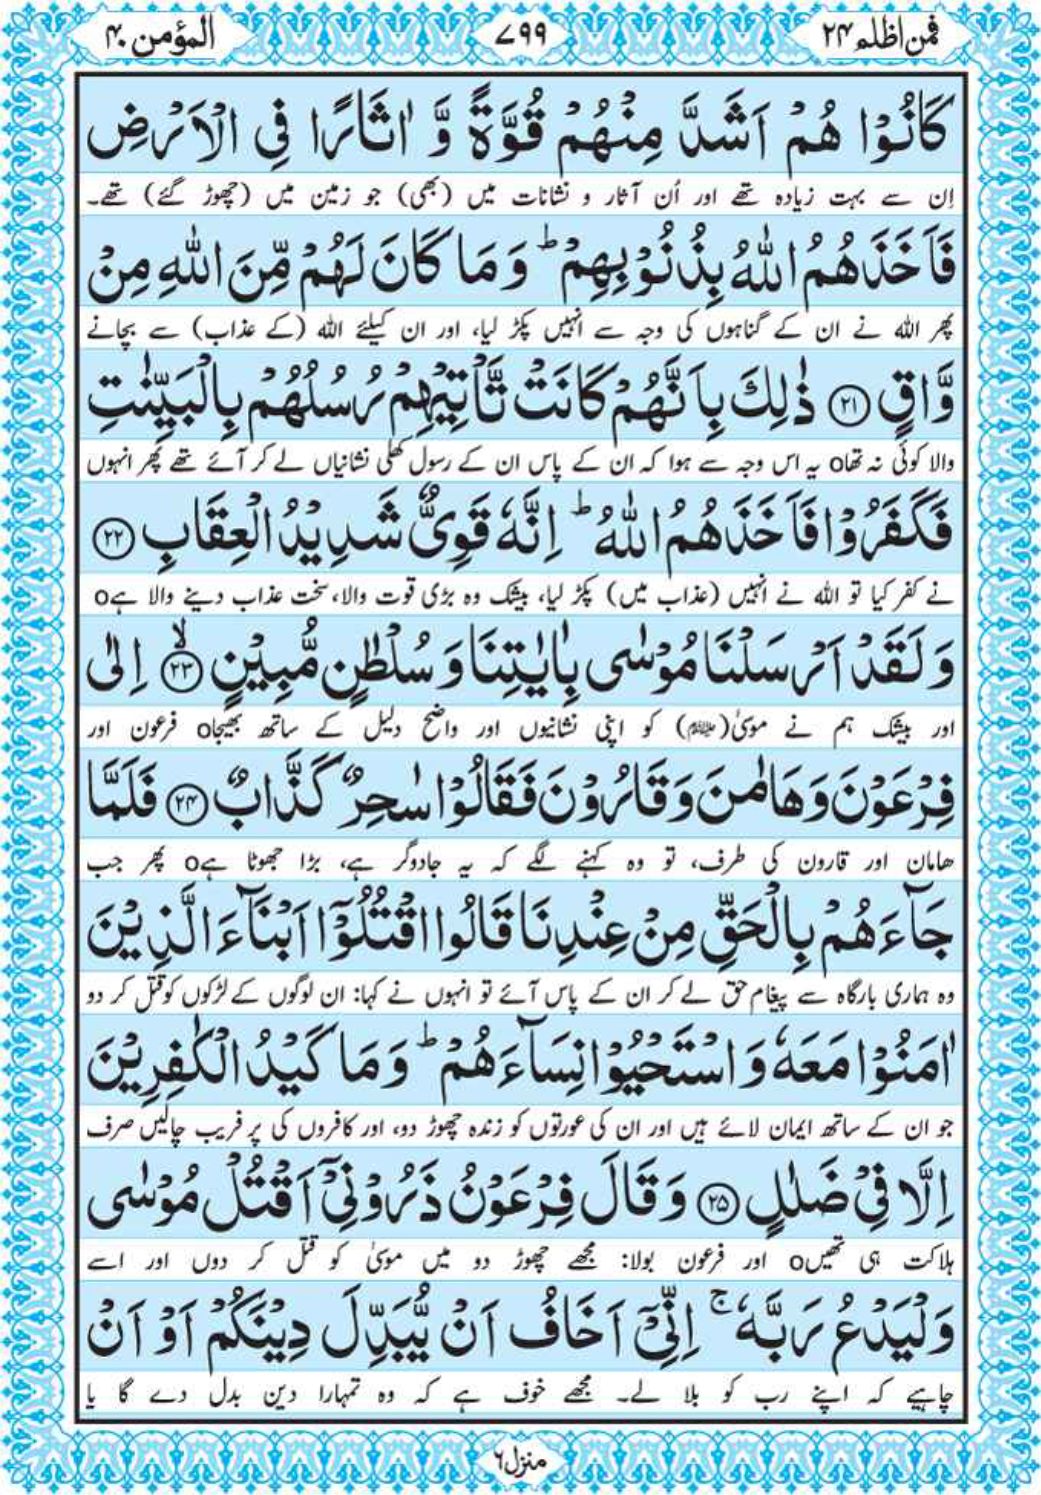 المؤمن ۴۰
۷۹۹
فمن اظلم ۲۴
كَانُوْا هُمْ اَشَدَّ مِنْهُمْ قُوَّةً وَّ اٰثَارًا فِی الْاَرْضِ
اِن سے بہت زیادہ تھے اور اُن آثار و نشانات میں (بھی) جو زمین میں (چھوڑ گئے) تھے۔
فَاَخَذَهُمُ اللّٰهُ بِذُنُوْبِهِمْ ؕ وَ مَا كَانَ لَهُمْ مِّنَ اللّٰهِ مِنْ
پھر اللہ نے ان کے گناہوں کی وجہ سے انہیں پکڑ لیا، اور ان کیلئے اللہ (کے عذاب) سے بچانے
وَّاقٍ ﴿۲۱﴾ ذٰلِكَ بِاَنَّهُمْ كَانَتْ تَّاْتِیْهِمْ رُسُلُهُمْ بِالْبَیِّنٰتِ
والا کوئی نہ تھاo یہ اس وجہ سے ہوا کہ ان کے پاس ان کے رسول کھلی نشانیاں لے کر آئے تھے پھر انہوں
فَكَفَرُوْا فَاَخَذَهُمُ اللّٰهُ ؕ اِنَّهٗ قَوِیٌّ شَدِیْدُ الْعِقَابِ ﴿۲۲﴾
نے کفر کیا تو اللہ نے انہیں (عذاب میں) پکڑ لیا، بیشک وہ بڑی قوت والا، سخت عذاب دینے والا ہےo
وَ لَقَدْ اَرْسَلْنَا مُوْسٰی بِاٰیٰتِنَا وَ سُلْطٰنٍ مُّبِیْنٍ ﴿ۙ۲۳﴾ اِلٰی
اور بیشک ہم نے موسٰی (علیہ السلام) کو اپنی نشانیوں اور واضح دلیل کے ساتھ بھیجاo فرعون اور
فِرْعَوْنَ وَ هَامٰنَ وَ قَارُوْنَ فَقَالُوْا سٰحِرٌ كَذَّابٌ ﴿۲۴﴾ فَلَمَّا
ھامان اور قارون کی طرف، تو وہ کہنے لگے کہ یہ جادوگر ہے، بڑا جھوٹا ہےo پھر جب
جَآءَهُمْ بِالْحَقِّ مِنْ عِنْدِنَا قَالُوا اقْتُلُوْۤا اَبْنَآءَ الَّذِیْنَ
وہ ہماری بارگاہ سے پیغامِ حق لے کر ان کے پاس آئے تو انہوں نے کہا: ان لوگوں کے لڑکوں کو قتل کر دو
اٰمَنُوْا مَعَهٗ وَ اسْتَحْیُوْا نِسَآءَهُمْ ؕ وَ مَا كَیْدُ الْكٰفِرِیْنَ
جو ان کے ساتھ ایمان لائے ہیں اور ان کی عورتوں کو زندہ چھوڑ دو، اور کافروں کی پر فریب چالیں صرف
اِلَّا فِیْ ضَلٰلٍ ﴿۲۵﴾ وَ قَالَ فِرْعَوْنُ ذَرُوْنِیْۤ اَقْتُلْ مُوْسٰی
ہلاکت ہی تھیںo اور فرعون بولا: مجھے چھوڑ دو میں موسیٰ کو قتل کر دوں اور اسے
وَ لْیَدْعُ رَبَّهٗ ۚ اِنِّیْۤ اَخَافُ اَنْ یُّبَدِّلَ دِیْنَكُمْ اَوْ اَنْ
چاہیے کہ اپنے رب کو بلا لے۔ مجھے خوف ہے کہ وہ تمہارا دین بدل دے گا یا
منزل ۶